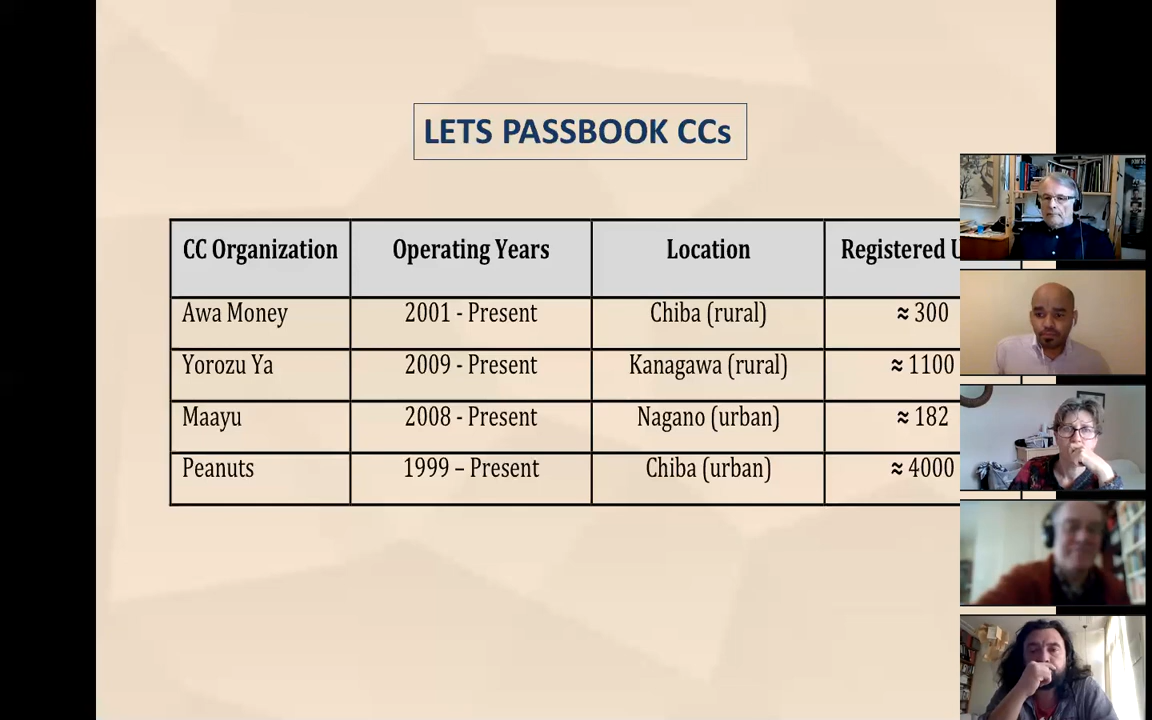 LETS PASSBOOK CCs
CC Organization Operating Years Location Registered
Awa Money 2001 - Present Chiba (rural) ≈ 300
Yorozu Ya 2009 - Present Kanagawa (rural) ≈ 1100
Maayu 2008 - Present Nagano (urban) ≈ 182
Peanuts 1999 – Present Chiba (urban) ≈ 4000